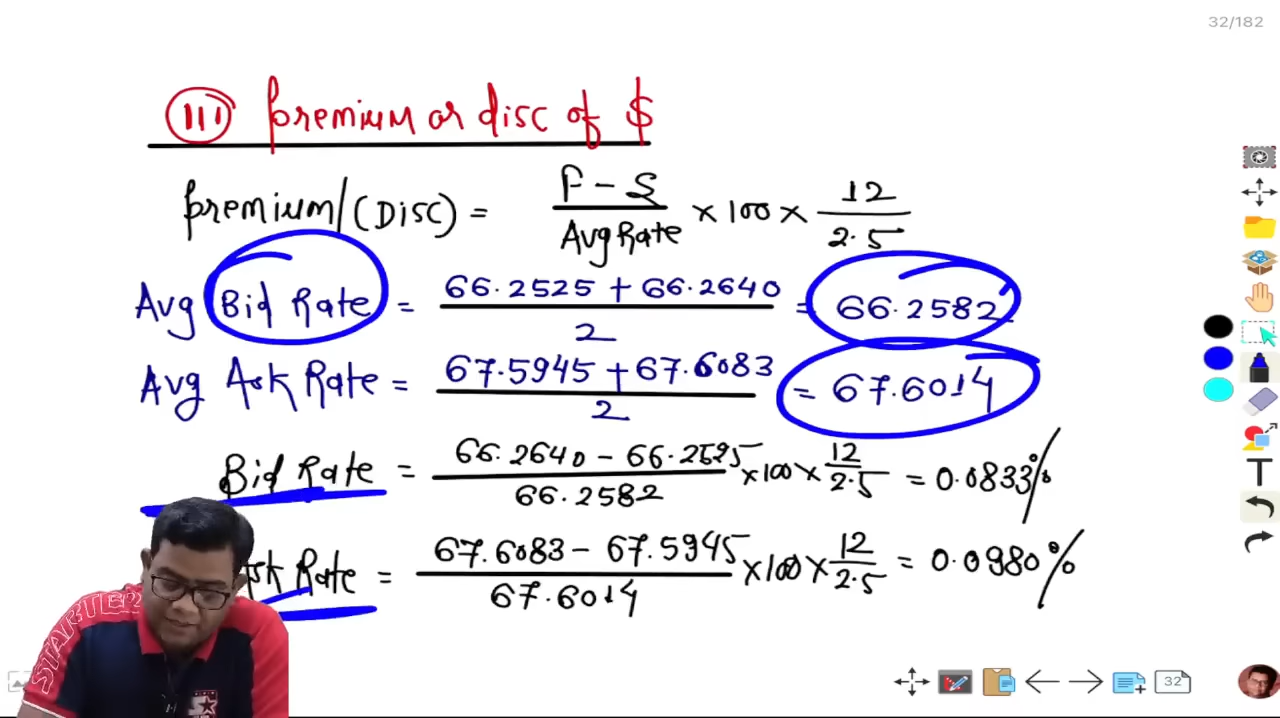 32/182
III Premium or disc of $
Premium/(Disc) = F - S / Avg Rate × 100 × 12 / 2.5
Avg Bid Rate = 66.2525 + 66.2640 / 2 = 66.2582
Avg Ask Rate = 67.5945 + 67.6083 / 2 = 67.6014
Bid Rate = 66.2640 - 66.2525 / 66.2582 × 100 × 12 / 2.5 = 0.0833%
Ask Rate = 67.6083 - 67.5945 / 67.6014 × 100 × 12 / 2.5 = 0.0980%
STARTE
32